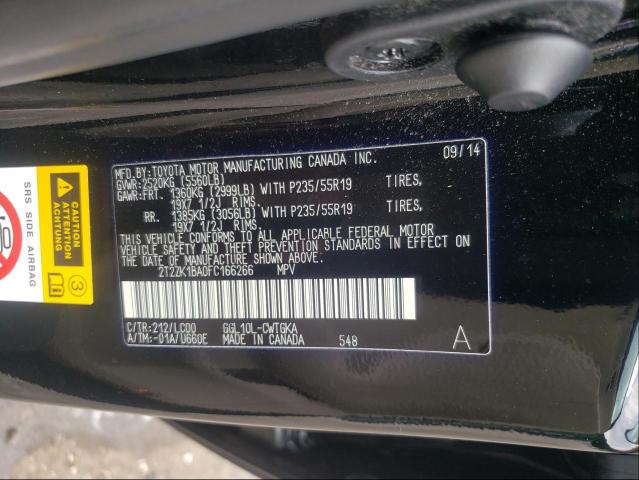 MFD.BY:TOYOTA MOTOR MANUFACTURING CANADA INC. 09/14
GVWR:2520KG (5560LB)
GAWR:FRT. 1360KG (2999LB) WITH P235/55R19 TIRES,
19X7 1/2J RIMS.
RR. 1385KG (3056LB) WITH P235/55R19 TIRES,
19X7 1/2J RIMS.
THIS VEHICLE CONFORMS TO ALL APPLICABLE FEDERAL MOTOR
VEHICLE SAFETY AND THEFT PREVENTION STANDARDS IN EFFECT ON
THE DATE OF MANUFACTURE SHOWN ABOVE.
2T2ZK1BA0FC166266 MPV
C/TR:212/LC00 GGL10L-CWTGKA
A/TM:-01A/U660E MADE IN CANADA 548 A
SRS SIDE AIRBAG
CAUTION
ATTENTION
3